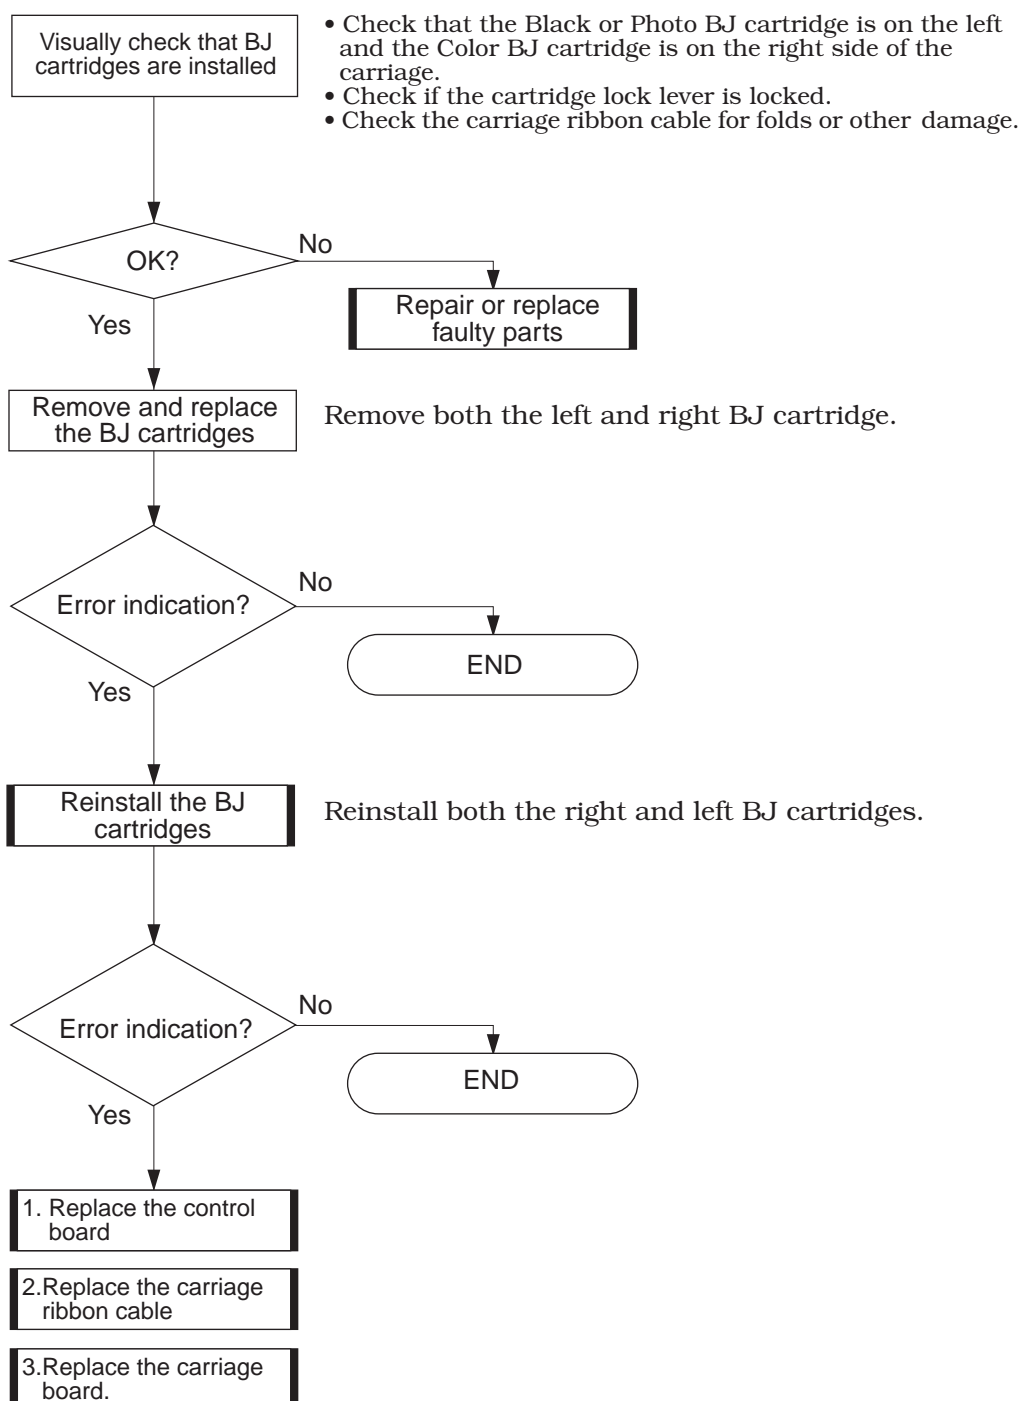 Visually check that BJ
cartridges are installed
• Check that the Black or Photo BJ cartridge is on the left
and the Color BJ cartridge is on the right side of the
carriage.
• Check if the cartridge lock lever is locked.
• Check the carriage ribbon cable for folds or other damage.
OK?
No
Repair or replace
faulty parts
Yes
Remove and replace
the BJ cartridges
Remove both the left and right BJ cartridge.
Error indication?
No
END
Yes
Reinstall the BJ
cartridges
Reinstall both the right and left BJ cartridges.
Error indication?
No
END
Yes
1. Replace the control
board
2.Replace the carriage
ribbon cable
3.Replace the carriage
board.